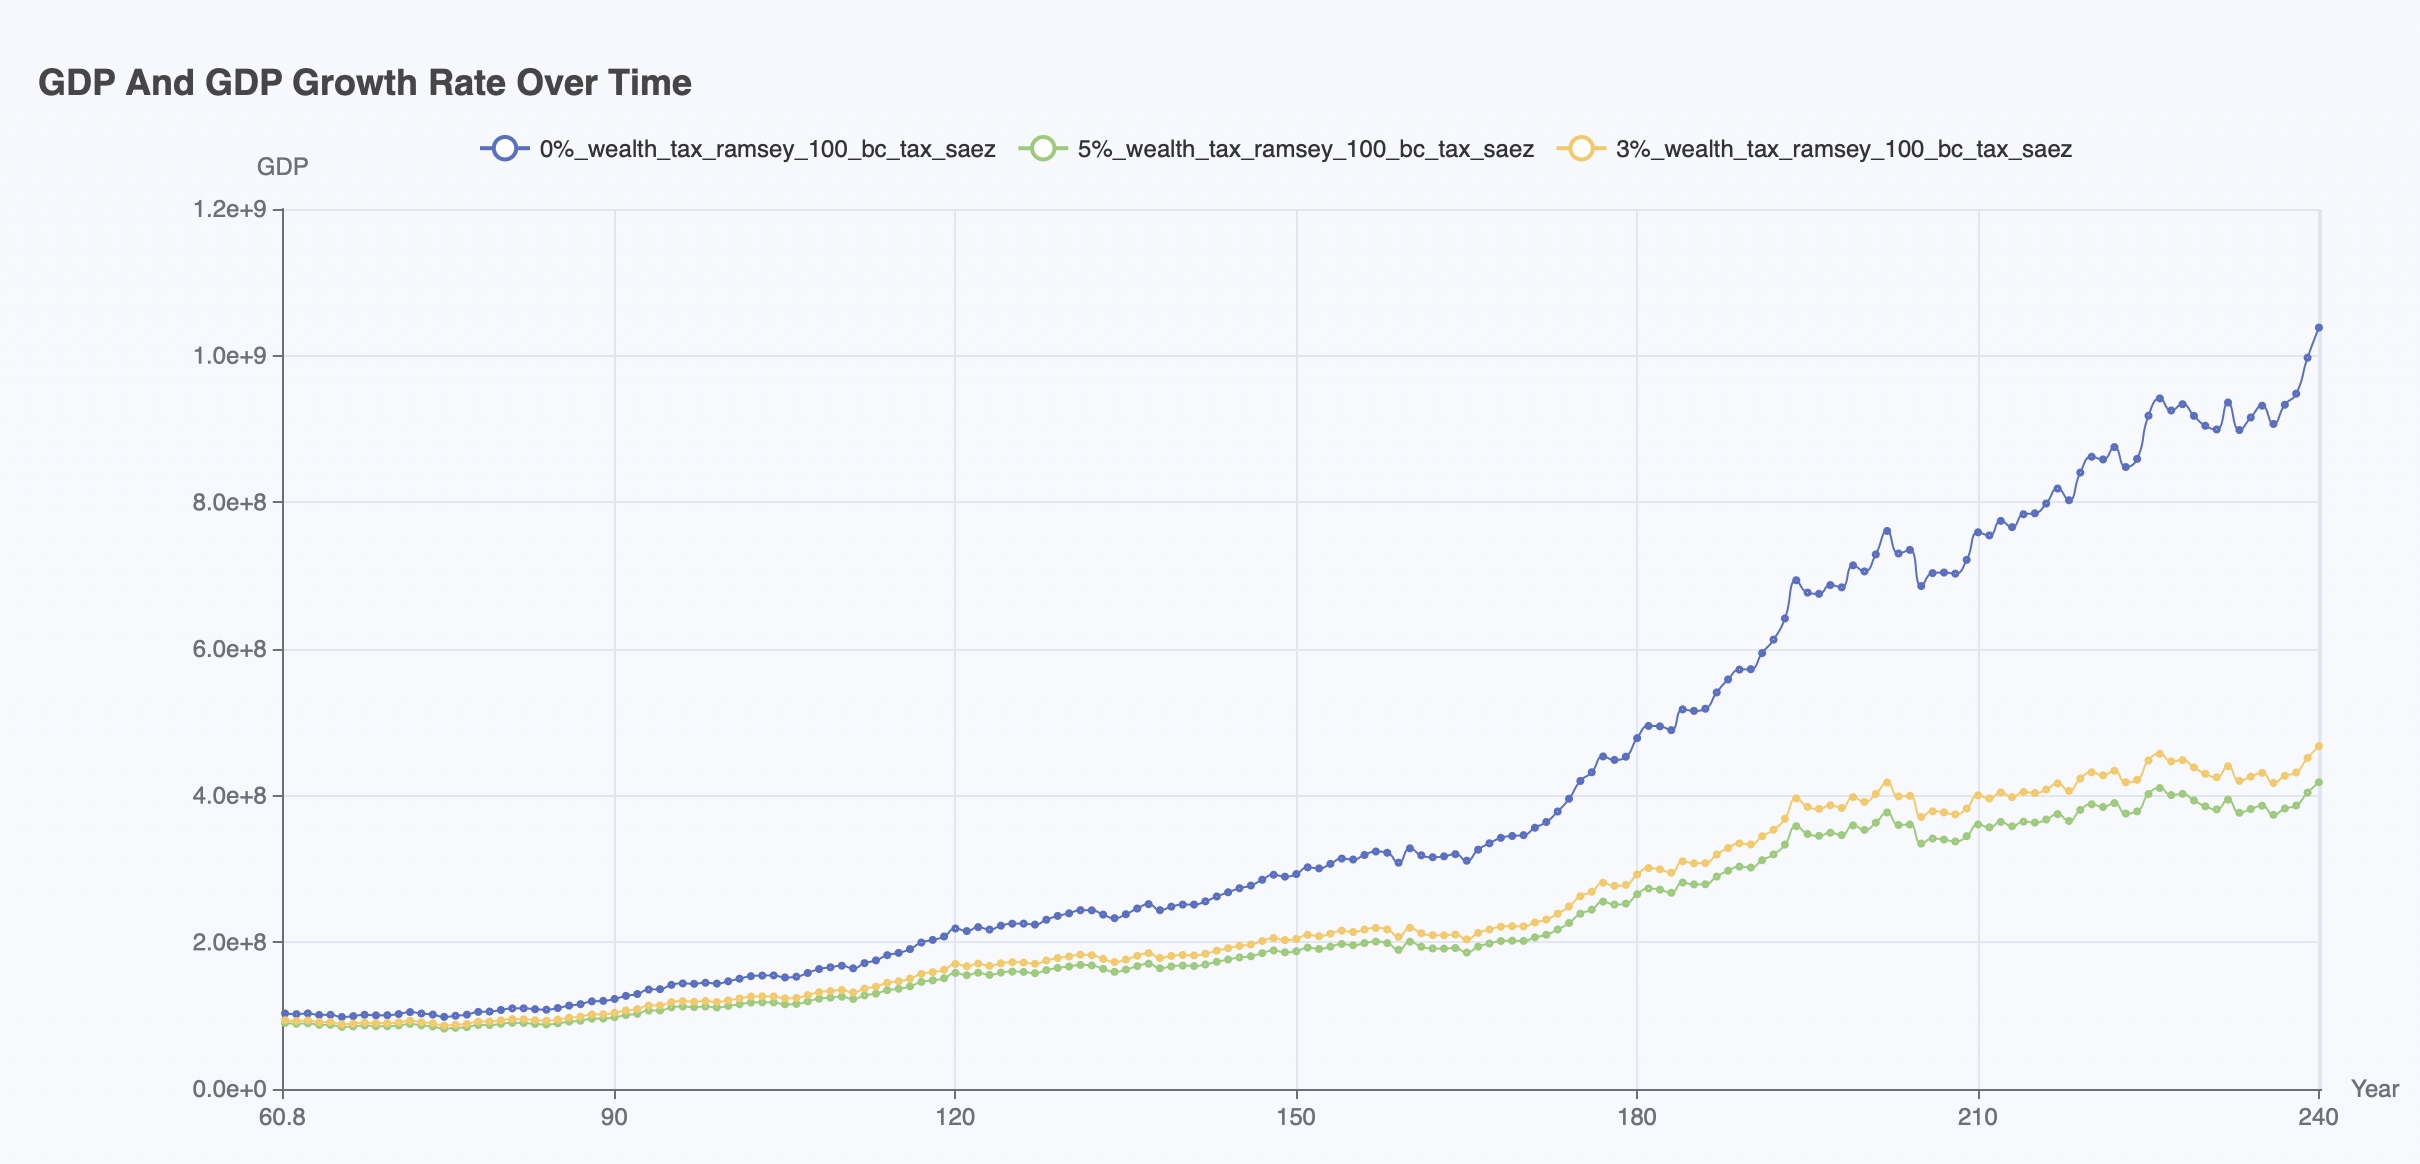 GDP And GDP Growth Rate Over Time
0%_wealth_tax_ramsey_100_bc_tax_saez 5%_wealth_tax_ramsey_100_bc_tax_saez 3%_wealth_tax_ramsey_100_bc_tax_saez
GDP
1.2e+9
1.0e+9
8.0e+8
6.0e+8
4.0e+8
2.0e+8
0.0e+0
Year
60.8 90 120 150 180 210 240